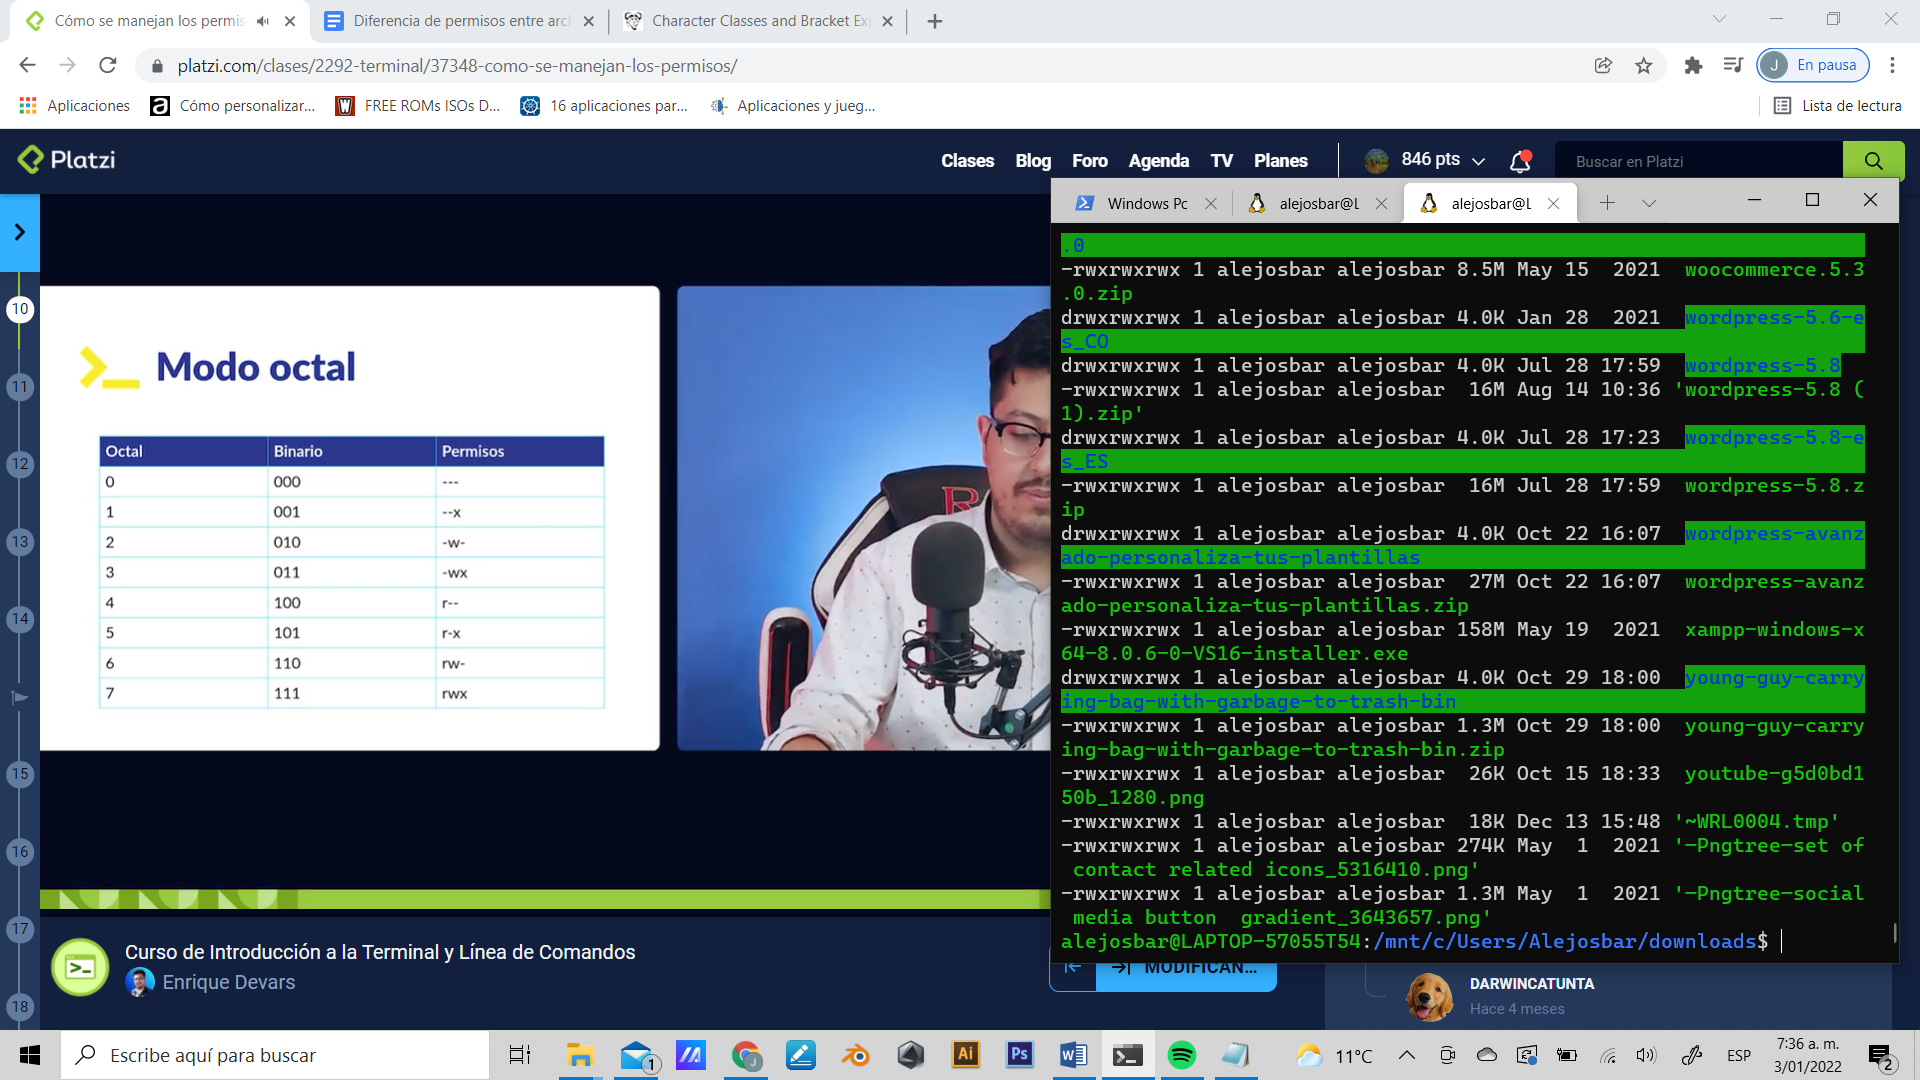 Cómo se manejan los permis
Diferencia de permisos entre arc
Character Classes and Bracket Ex
platzi.com/clases/2292-terminal/37348-como-se-manejan-los-permisos/
J
En pausa
Aplicaciones
Cómo personalizar...
FREE ROMs ISOs D...
16 aplicaciones par...
Aplicaciones y jueg...
Lista de lectura
Platzi
Clases
Blog
Foro
Agenda
TV
Planes
846 pts
Buscar en Platzi
10
11
12
13
14
15
16
17
18
Modo octal
Octal Binario Permisos
0 000 ---
1 001 --x
2 010 -w-
3 011 -wx
4 100 r--
5 101 r-x
6 110 rw-
7 111 rwx
R
Windows Pc
alejosbar@L
alejosbar@L
.0
-rwxrwxrwx 1 alejosbar alejosbar 8.5M May 15  2021  woocommerce.5.3
.0.zip
drwxrwxrwx 1 alejosbar alejosbar 4.0K Jan 28  2021  wordpress-5.6-e
s_CO
drwxrwxrwx 1 alejosbar alejosbar 4.0K Jul 28 17:59  wordpress-5.8
-rwxrwxrwx 1 alejosbar alejosbar  16M Aug 14 10:36 'wordpress-5.8 (
1).zip'
drwxrwxrwx 1 alejosbar alejosbar 4.0K Jul 28 17:23  wordpress-5.8-e
s_ES
-rwxrwxrwx 1 alejosbar alejosbar  16M Jul 28 17:59  wordpress-5.8.z
ip
drwxrwxrwx 1 alejosbar alejosbar 4.0K Oct 22 16:07  wordpress-avanz
ado-personaliza-tus-plantillas
-rwxrwxrwx 1 alejosbar alejosbar  27M Oct 22 16:07  wordpress-avanz
ado-personaliza-tus-plantillas.zip
-rwxrwxrwx 1 alejosbar alejosbar 158M May 19  2021  xampp-windows-x
64-8.0.6-0-VS16-installer.exe
drwxrwxrwx 1 alejosbar alejosbar 4.0K Oct 29 18:00  young-guy-carry
ing-bag-with-garbage-to-trash-bin
-rwxrwxrwx 1 alejosbar alejosbar 1.3M Oct 29 18:00  young-guy-carry
ing-bag-with-garbage-to-trash-bin.zip
-rwxrwxrwx 1 alejosbar alejosbar  26K Oct 15 18:33  youtube-g5d0bd1
50b_1280.png
-rwxrwxrwx 1 alejosbar alejosbar  18K Dec 13 15:48 '~WRL0004.tmp'
-rwxrwxrwx 1 alejosbar alejosbar 274K May  1  2021 '-Pngtree-set of
 contact related icons_5316410.png'
-rwxrwxrwx 1 alejosbar alejosbar 1.3M May  1  2021 '-Pngtree-social
 media button  gradient_3643657.png'
alejosbar@LAPTOP-57055T54:/mnt/c/Users/Alejosbar/downloads$
Curso de Introducción a la Terminal y Línea de Comandos
Enrique Devars
MODIFICAN...
DARWINCATUNTA
Hace 4 meses
Escribe aquí para buscar
1
J
Ai
Ps
11°C
ESP
7:36 a. m.
3/01/2022
2